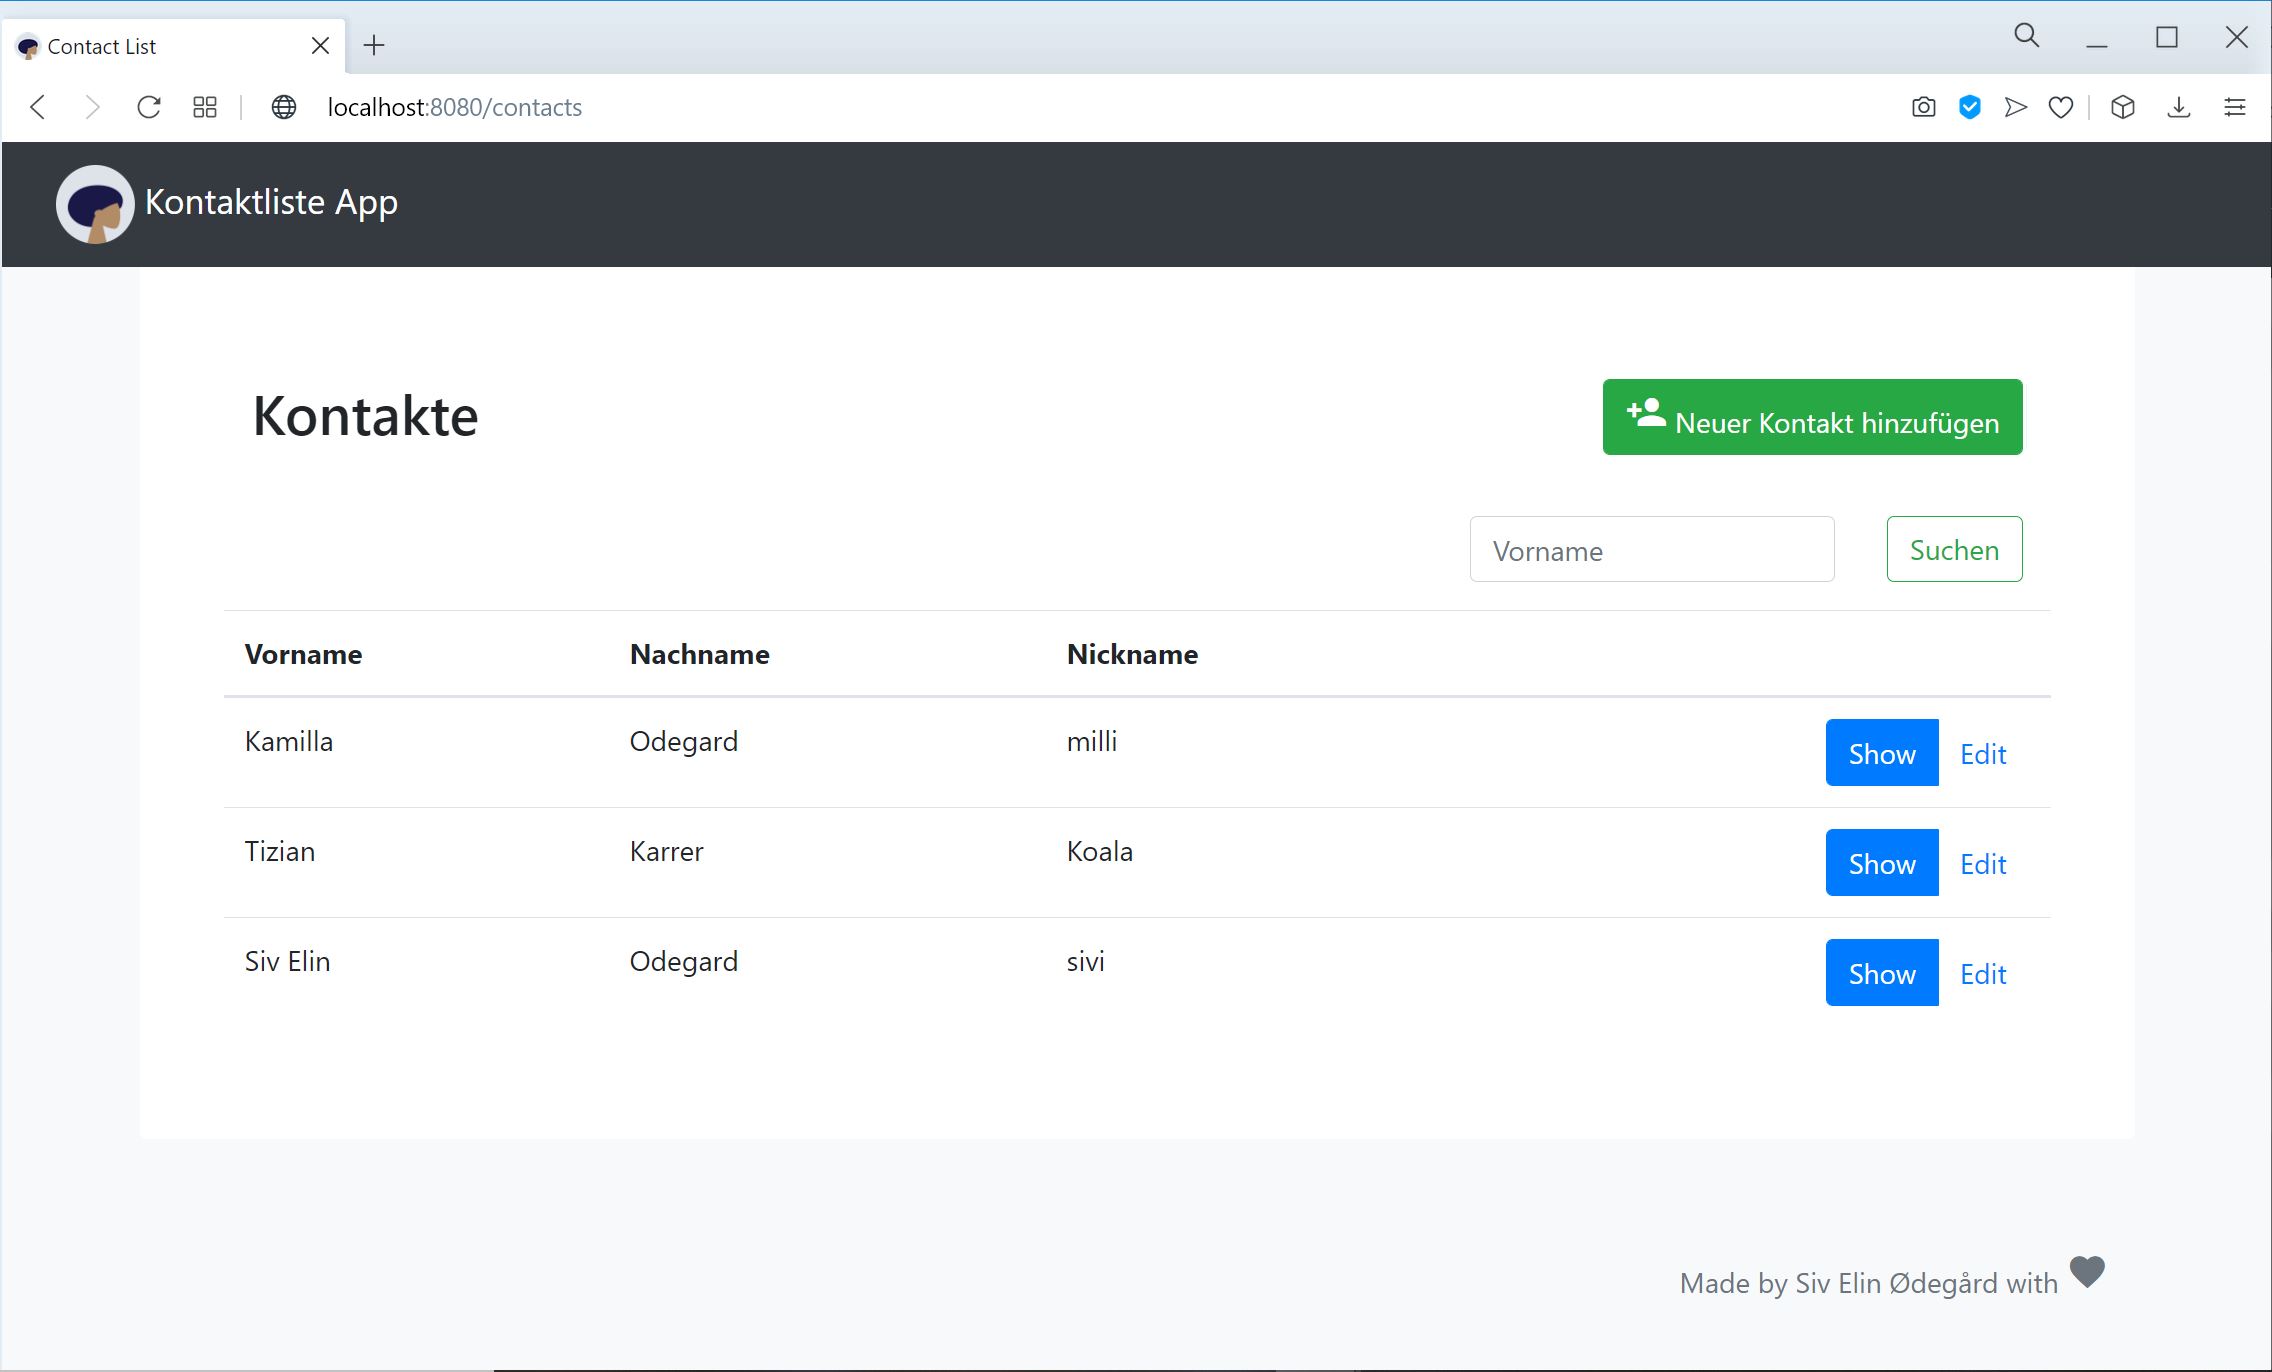 Contact List
localhost:8080/contacts
Kontaktliste App
Kontakte
Neuer Kontakt hinzufügen
Vorname
Suchen
Vorname Nachname Nickname
Kamilla Odegard milli Show Edit
Tizian Karrer Koala Show Edit
Siv Elin Odegard sivi Show Edit
Made by Siv Elin Ødegård with